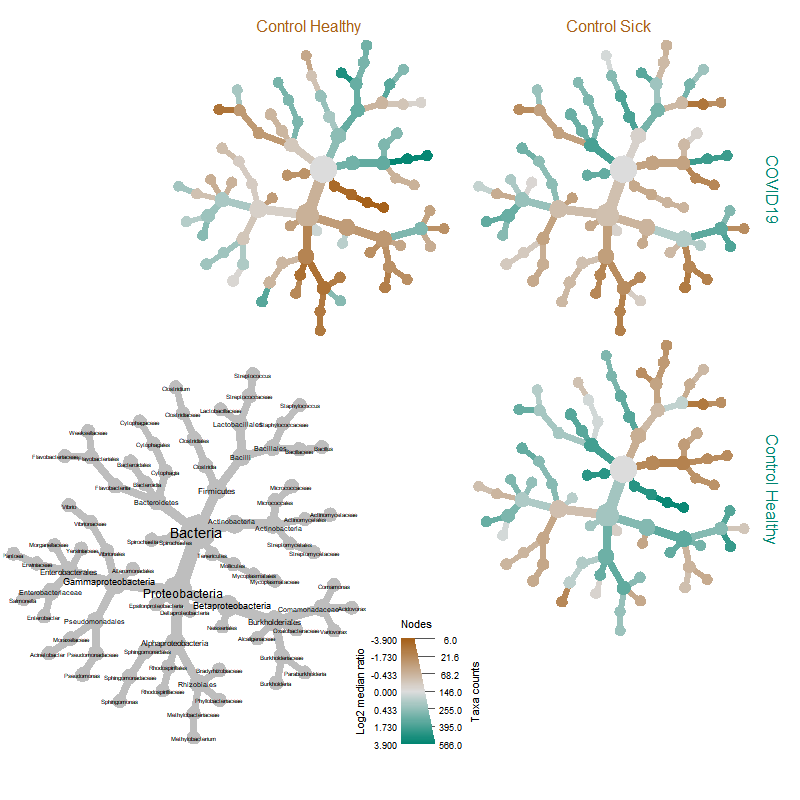 Control Healthy
Control Sick
COVID19
Control Healthy
Streptococcus
Clostridium
Streptococcaceae
Lactobacillaceae
Staphylococcus
Clostridiaceae
Cytophagaceae
Lactobacillales
Staphylococcaceae
Weeksellaceae
Cytophagales
Clostridiales
Bacillales
Bacillus
Bacillaceae
Flavobacteriaceae
Flavobacteriales
Bacteroidales
Bacilli
Cytophagia
Clostridia
Bacteroidia
Flavobacteriia
Firmicutes
Micrococcaceae
Bacteroidetes
Micrococcales
Vibrio
Actinomycetaceae
Actinobacteria
Actinomycetales
Vibrionaceae
Actinobacteria
Bacteria
Spirochaetia
Spirochaetes
Morganellaceae
Streptomycetales
Yersiniaceae
Vibrionales
Tenericutes
Streptomycetaceae
Pantoea
Erwiniaceae
Mollicutes
Enterobacterales
Alteromonadales
Mycoplasmatales
Gammaproteobacteria
Mycoplasmataceae
Comamonas
Enterobacteriaceae
Proteobacteria
Salmonella
Epsilonproteobacteria
Betaproteobacteria
Comamonadaceae
Acidovorax
Deltaproteobacteria
Enterobacter
Pseudomonadales
Burkholderiales
Neisseriales
Oxalobacteraceae
Variovorax
Moraxellaceae
Alcaligenaceae
Alphaproteobacteria
Acinetobacter
Pseudomonadaceae
Sphingomonadales
Burkholderiaceae
Rhodospirillales
Bradyrhizobiaceae
Pseudomonas
Sphingomonadaceae
Paraburkholderia
Rhizobiales
Burkholderia
Rhodospirillaceae
Sphingomonas
Phyllobacteriaceae
Methylobacteriaceae
Methylobacterium
Nodes
Log2 median ratio
Taxa counts
-3.900 6.0
-1.730 21.6
-0.433 68.2
0.000 146.0
0.433 255.0
1.730 395.0
3.900 566.0